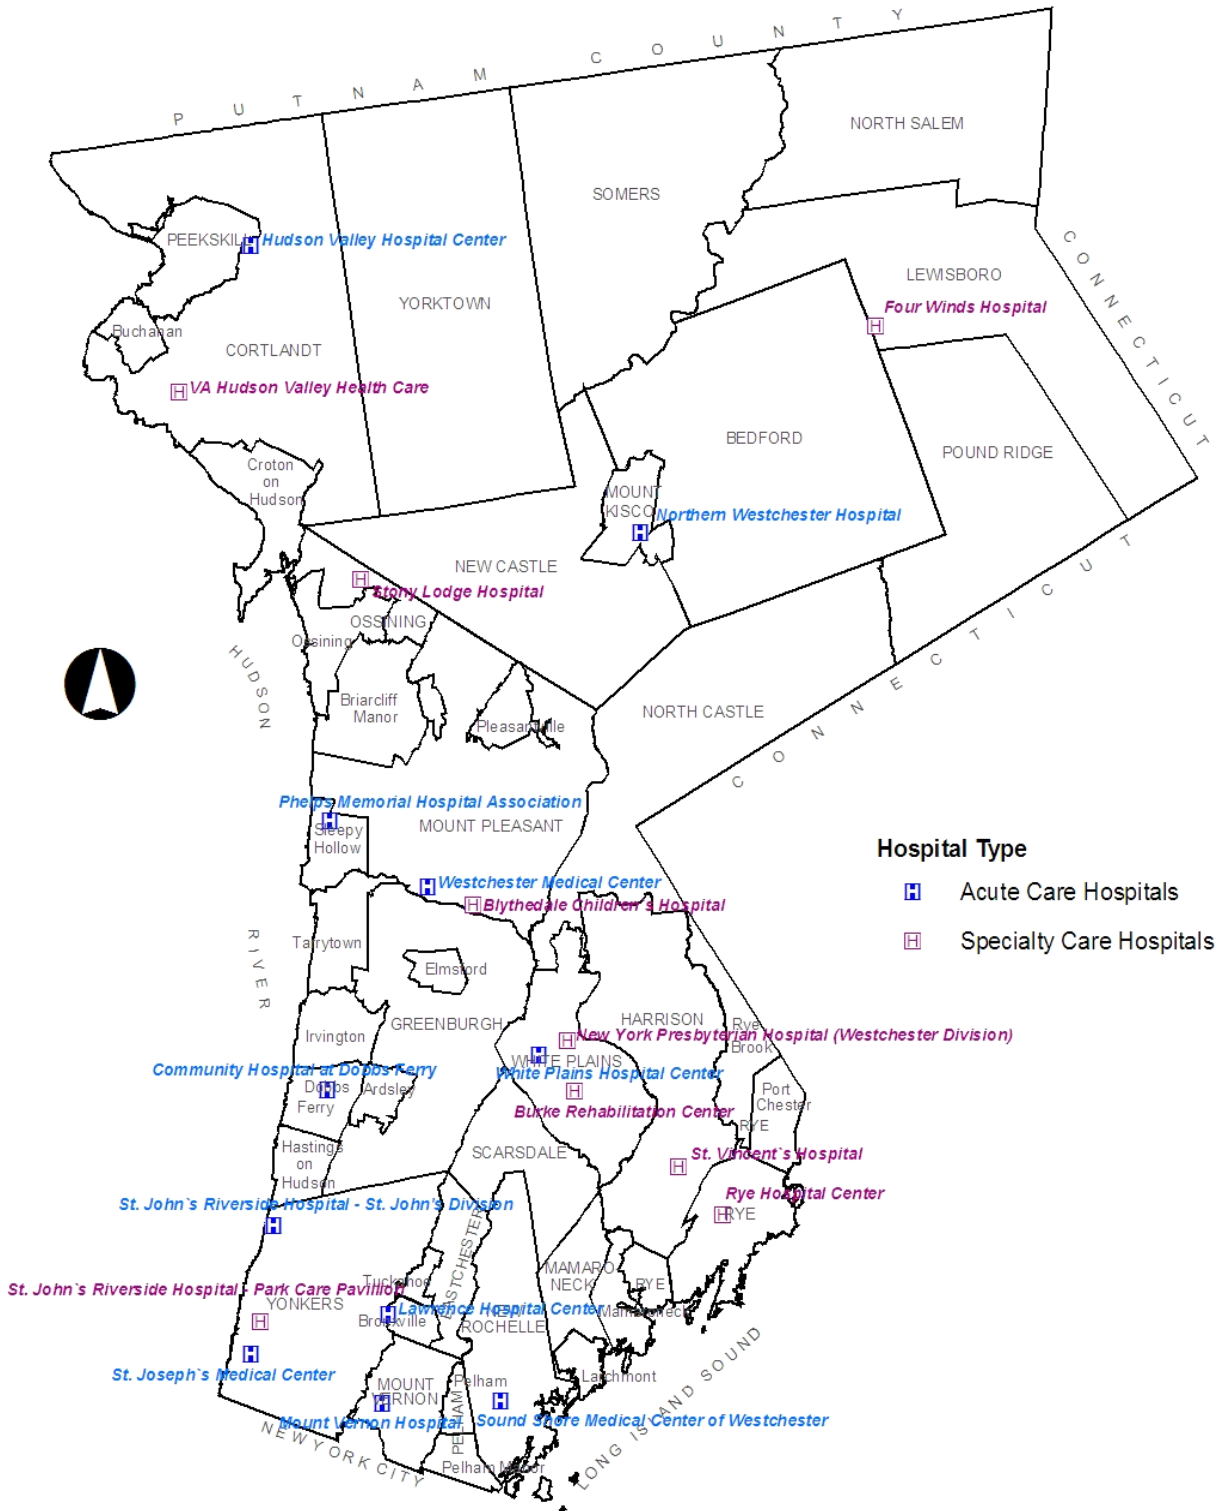 PUTNAM COUNTY
NORTH SALEM
SOMERS
PEEKSKILL
Hudson Valley Hospital Center
CONNECTICUT
LEWISBORO
YORKTOWN
Four Winds Hospital
H
Buchanan
CORTLANDT
H
VA Hudson Valley Health Care
BEDFORD
POUND RIDGE
Croton
on
Hudson
MOUNT
KISCO
Northern Westchester Hospital
H
H
NEW CASTLE
H
Stony Lodge Hospital
OSSINING
Ossining
CONNECTICUT
HUDSON
Briarcliff
Manor
Pleasantville
NORTH CASTLE
Phelps Memorial Hospital Association
H
MOUNT PLEASANT
Sleepy
Hollow
Hospital Type
H
Westchester Medical Center
H
Acute Care Hospitals
H
Blythedale Children`s Hospital
H
Specialty Care Hospitals
RIVER
Tarrytown
Elmsford
GREENBURGH
HARRISON
Rye
Brook
Irvington
H
New York Presbyterian Hospital (Westchester Division)
H
WHITE PLAINS
White Plains Hospital Center
Community Hospital at Dobbs Ferry
H
Dobbs
Ferry
Ardsley
H
Burke Rehabilitation Center
Port
Chester
RYE
Hastings
on
Hudson
SCARSDALE
St. Vincent`s Hospital
H
Rye Hospital Center
H
RYE
St. John`s Riverside Hospital - St. John's Division
H
EASTCHESTER
MAMARO
NECK
RYE
Tuckahoe
St. John`s Riverside Hospital - Park Care Pavillion
YONKERS
H
H
Lawrence Hospital Center
Bronxville
NEW
ROCHELLE
Mamaroneck
H
St. Joseph`s Medical Center
Larchmont
MOUNT
VERNON
H
Mount Vernon Hospital
Pelham
PELHAM
H
Sound Shore Medical Center of Westchester
Pelham Manor
NEW YORK CITY
LONG ISLAND SOUND